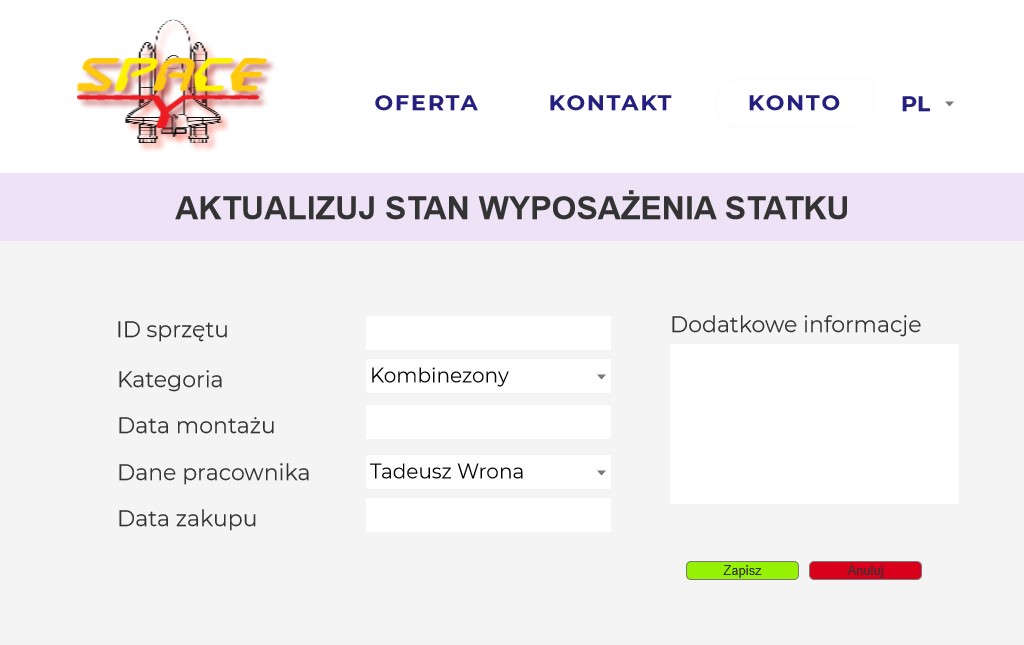 SPACE
Y
OFERTA KONTAKT KONTO PL
AKTUALIZUJ STAN WYPOSAŻENIA STATKU
ID sprzętu
Kategoria Kombinezony
Data montażu
Dane pracownika Tadeusz Wrona
Data zakupu
Dodatkowe informacje
Zapisz Anuluj